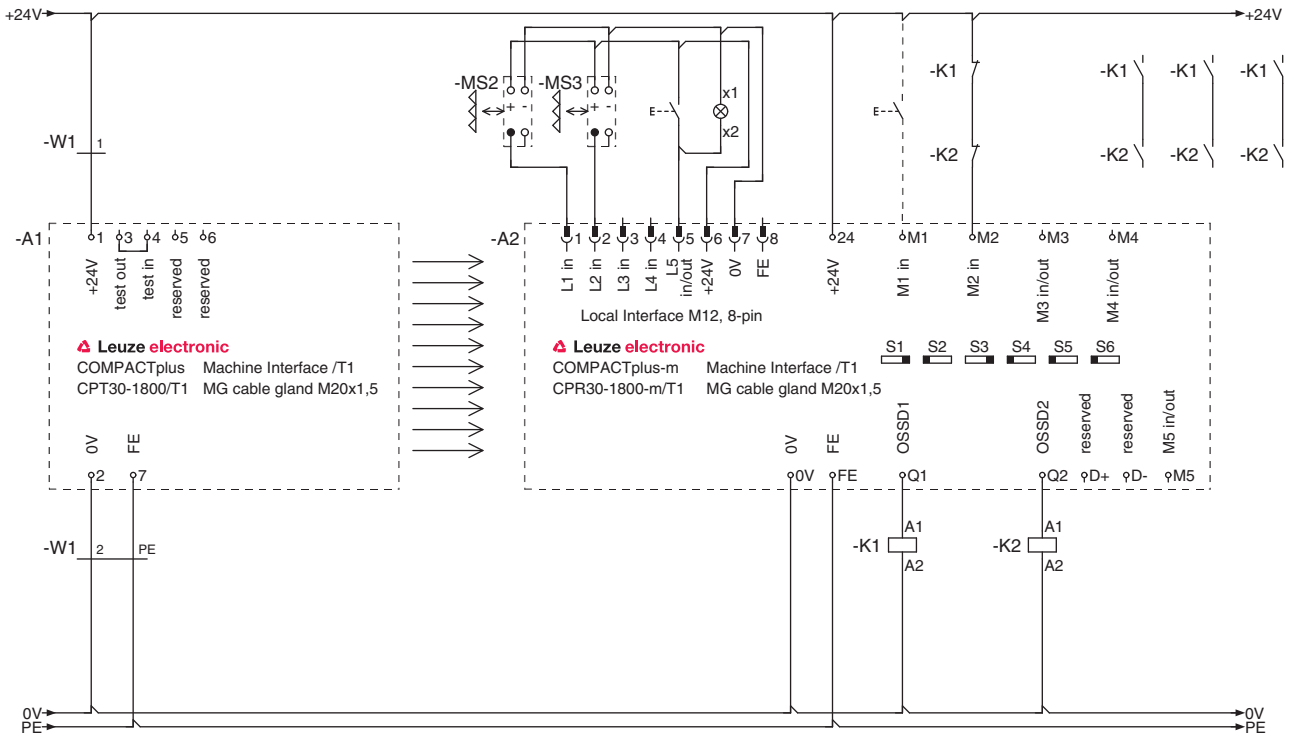 +24V
+24V
-MS2
-MS3
+ -
+ -
E
x1
x2
E
-K1
-K1
-K1
-K1
-W1
1
-K2
-K2
-K2
-K2
-A1
1
3
4
5
6
+24V
test out
test in
reserved
reserved
-A2
1
2
3
4
5
6
7
8
24
M1
M2
M3
M4
L1 in
L2 in
L3 in
L4 in
L5
in/out
+24V
0V
FE
+24V
M1 in
M2 in
M3 in/out
M4 in/out
Local Interface M12, 8-pin
Leuze electronic
COMPACTplus Machine Interface /T1
CPT30-1800/T1 MG cable gland M20x1,5
Leuze electronic
COMPACTplus-m Machine Interface /T1
CPR30-1800-m/T1 MG cable gland M20x1,5
S1
S2
S3
S4
S5
S6
0V
FE
2
7
0V
FE
OSSD1
OSSD2
reserved
reserved
M5 in/out
0V
FE
Q1
Q2
D+
D-
M5
-W1
2
PE
-K1
A1
A2
-K2
A1
A2
0V
0V
PE
PE